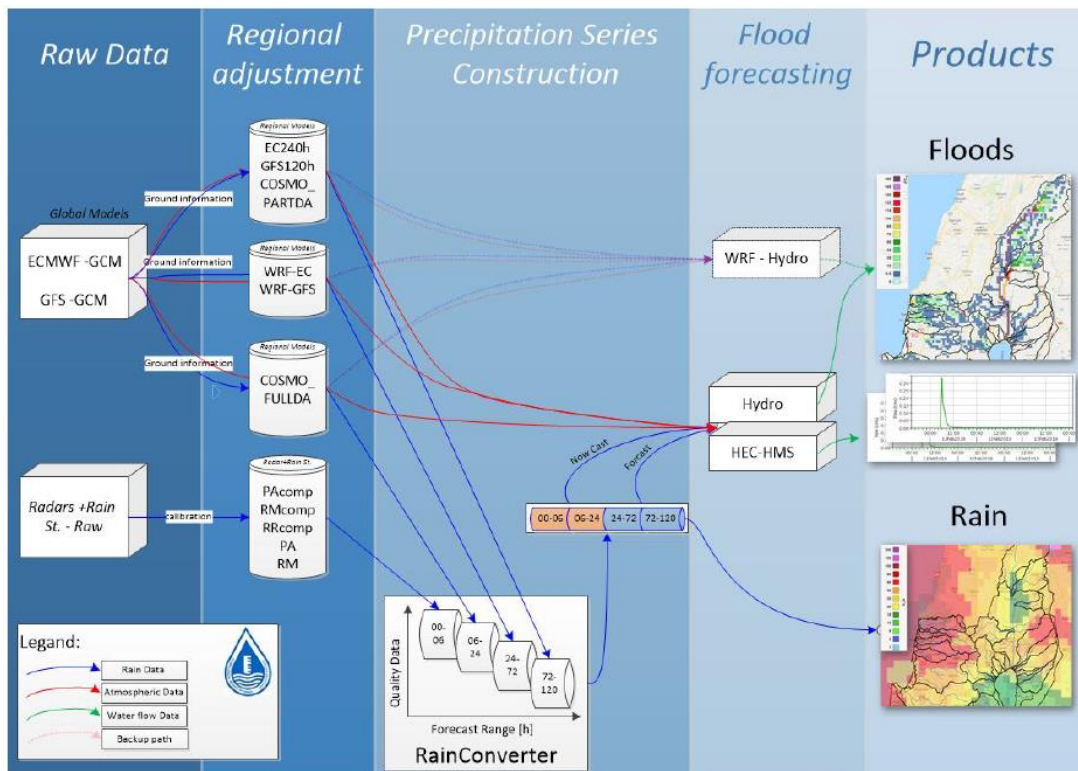 Raw Data
Regional
adjustment
Precipitation Series
Construction
Flood
forecasting
Products
Global Models
ECMWF -GCM
GFS -GCM
Radars +Rain
St. - Raw
Ground information
Ground information
Ground information
calibration
Regional Models
EC240h
GFS120h
COSMO_
PARTDA
Regional Models
WRF-EC
WRF-GFS
Regional Models
COSMO_
FULLDA
Radar+Rain St.
PAcomp
RMcomp
RRcomp
PA
RM
Now Cast
Forcast
00-06
06-24
24-72
72-120
Quality Data
00-
06
06-
24
24-
72
72-
120
Forecast Range [h]
RainConverter
WRF - Hydro
Hydro
HEC-HMS
Floods
Rain
Legand:
Rain Data
Atmospheric Data
Water flow Data
Backup path